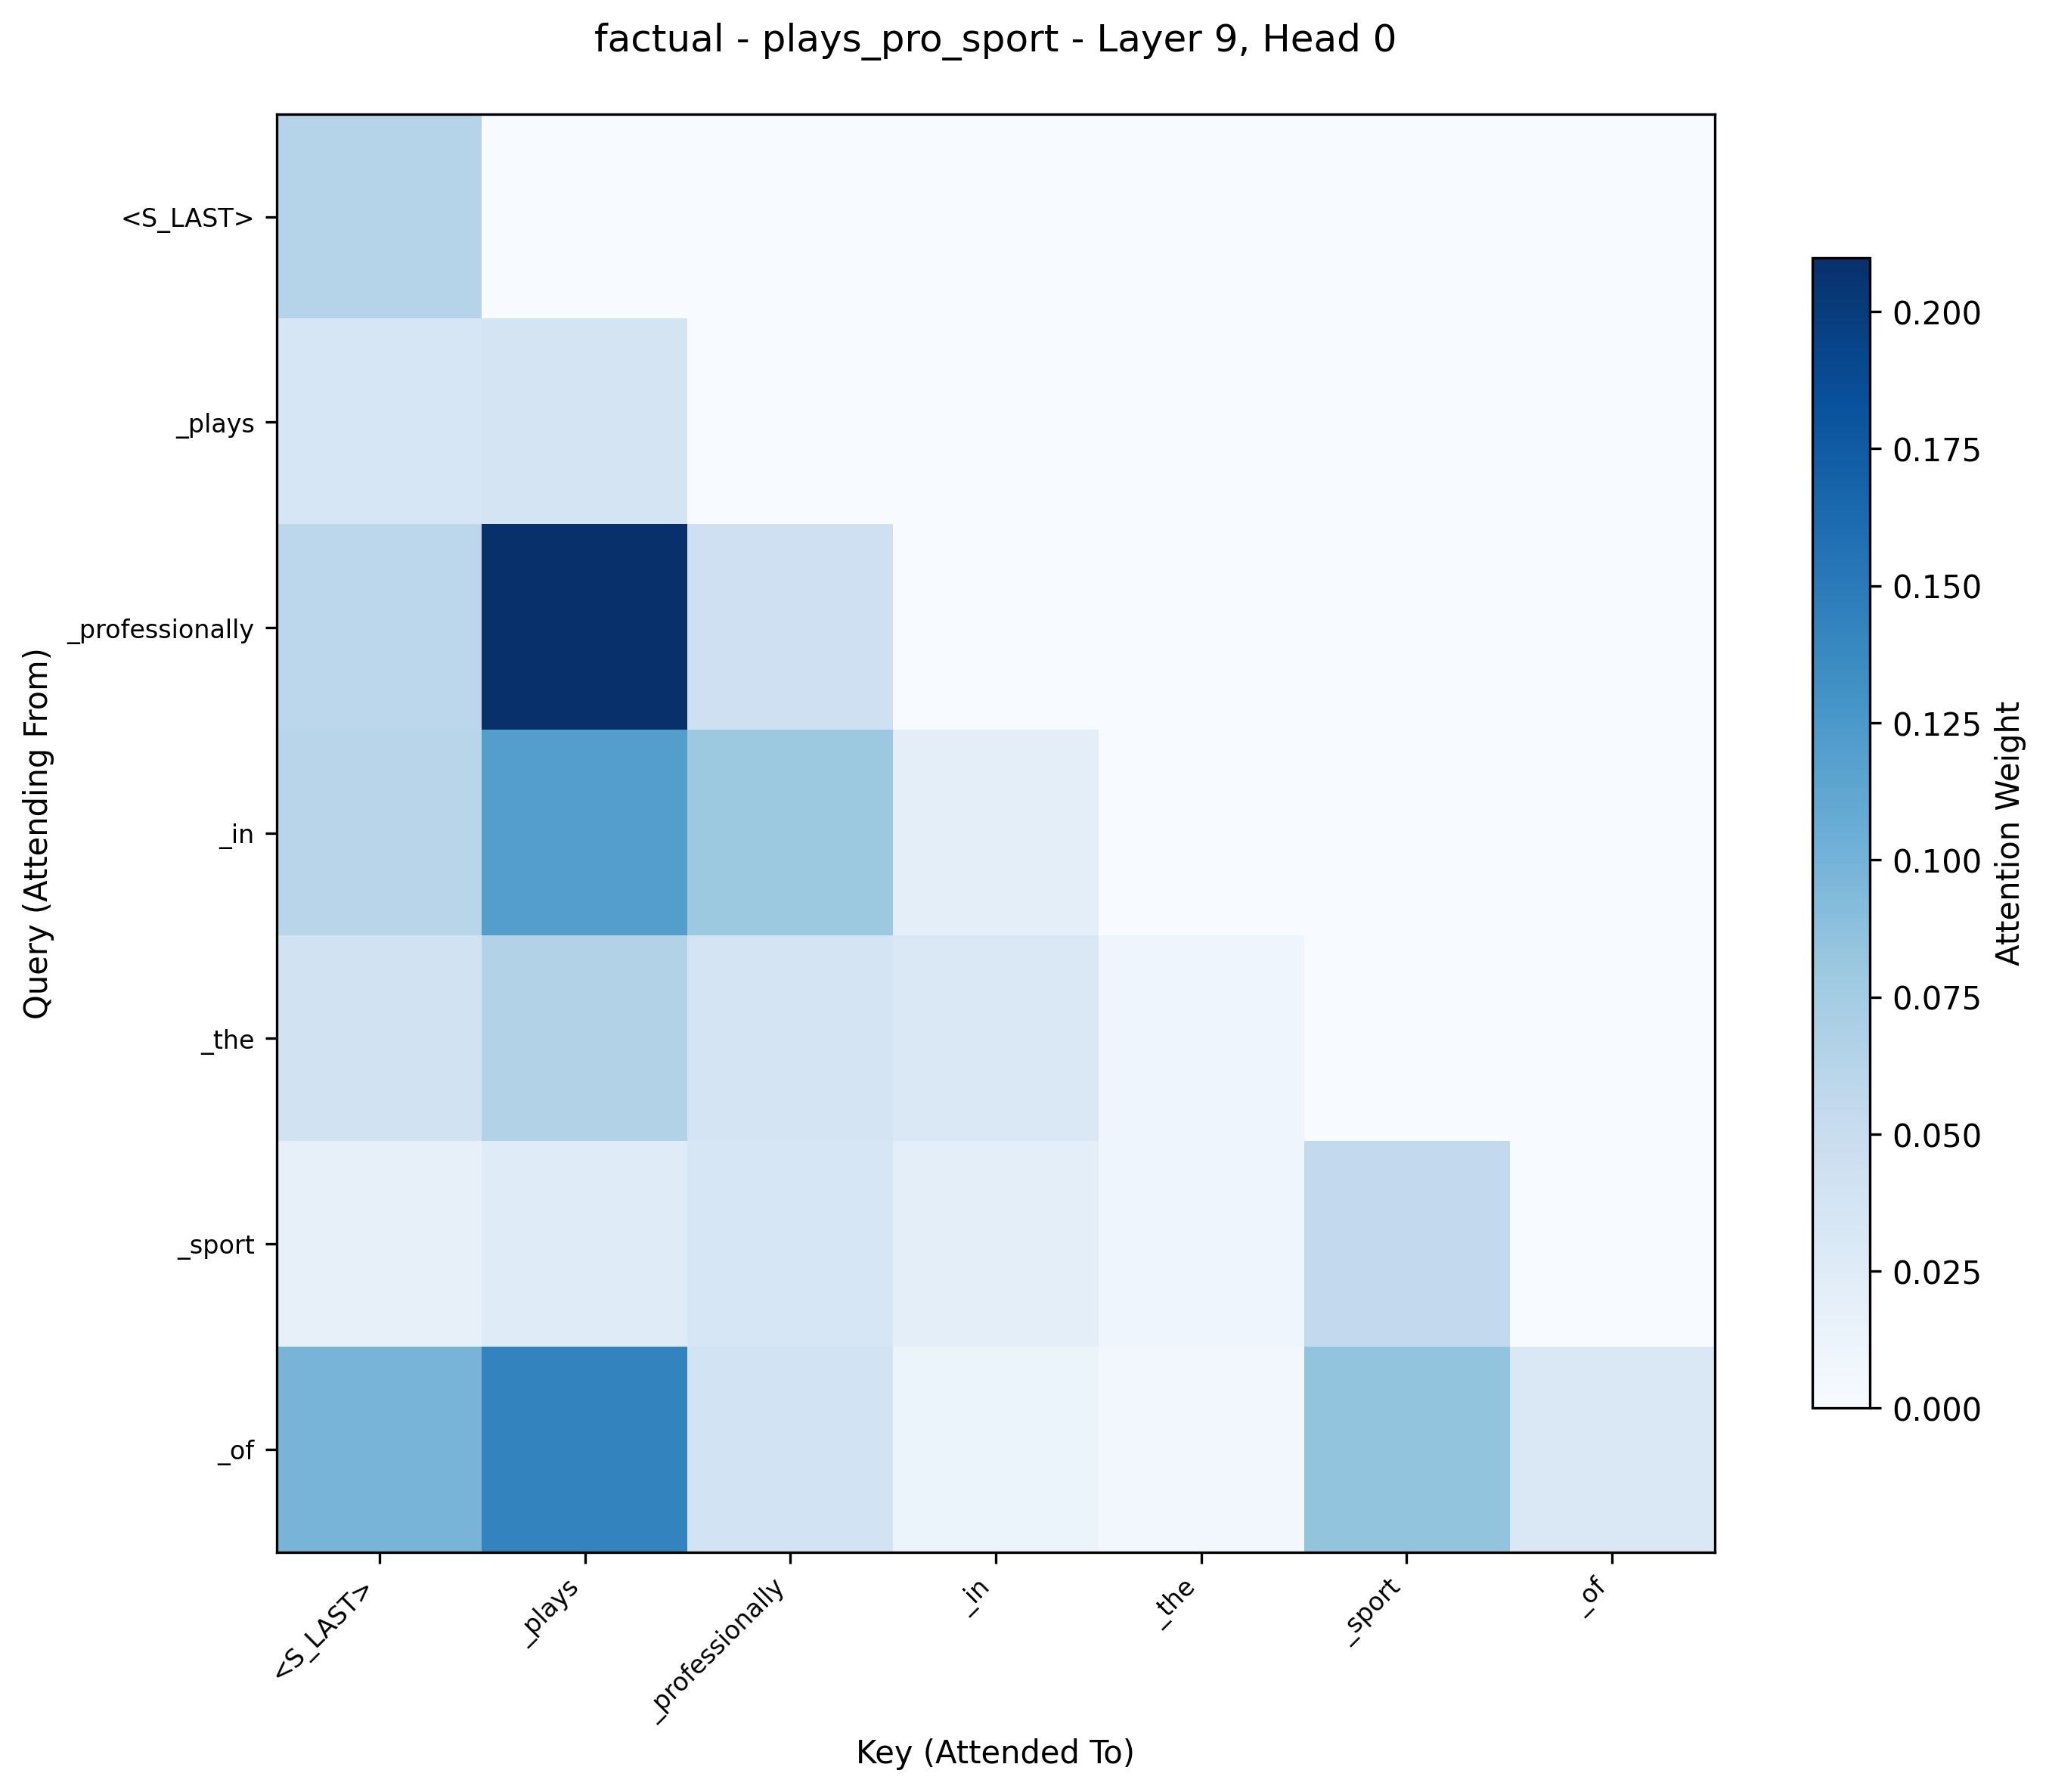 factual - plays_pro_sport - Layer 9, Head 0
Query (Attending From)
<S_LAST>
_plays
_professionally
_in
_the
_sport
_of
<S_LAST>
_plays
_professionally
_in
_the
_sport
_of
Key (Attended To)
0.200
0.175
0.150
0.125
0.100
0.075
0.050
0.025
0.000
Attention Weight